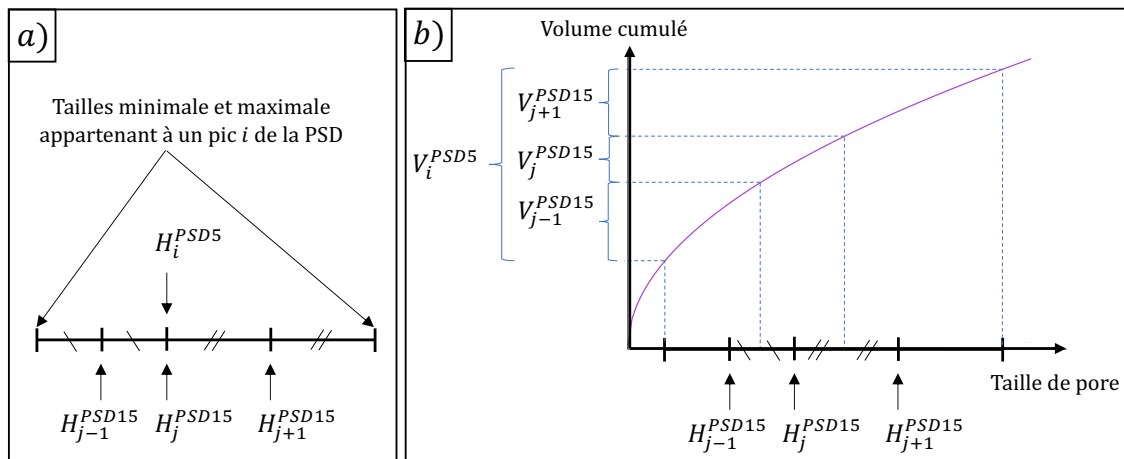 a)
Tailles minimale et maximale
appartenant à un pic i de la PSD
H_i^{PSD5}
H_{j−1}^{PSD15} H_j^{PSD15} H_{j+1}^{PSD15}
b)
Volume cumulé
V_{j+1}^{PSD15}
V_i^{PSD5} V_j^{PSD15}
V_{j−1}^{PSD15}
Taille de pore
H_{j−1}^{PSD15} H_j^{PSD15} H_{j+1}^{PSD15}